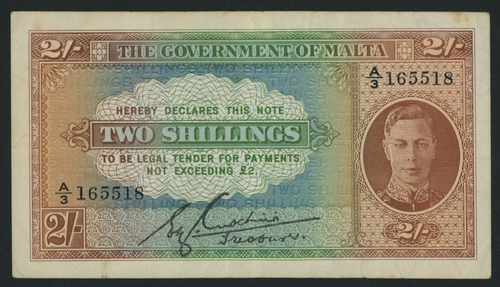 2/- THE GOVERNMENT OF MALTA 2/-
A/3 165518
HEREBY DECLARES THIS NOTE
TWO SHILLINGS
TO BE LEGAL TENDER FOR PAYMENTS
NOT EXCEEDING £2.
A/3 165518
2/- 2/-
Treasurer.